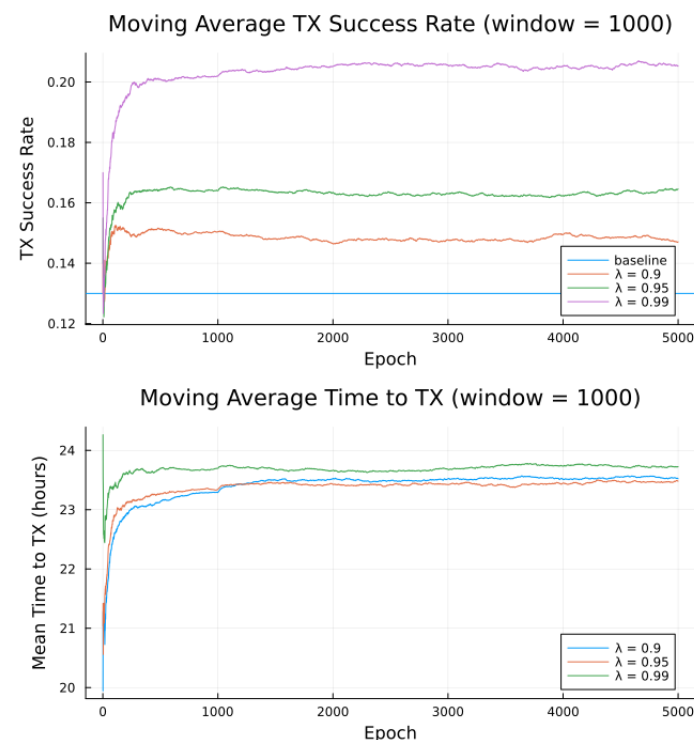 Moving Average TX Success Rate (window = 1000)
TX Success Rate
0.20
0.18
0.16
0.14
0.12
baseline
λ = 0.9
λ = 0.95
λ = 0.99
0
1000
2000
3000
4000
5000
Epoch
Moving Average Time to TX (window = 1000)
Mean Time to TX (hours)
24
23
22
21
20
λ = 0.9
λ = 0.95
λ = 0.99
0
1000
2000
3000
4000
5000
Epoch